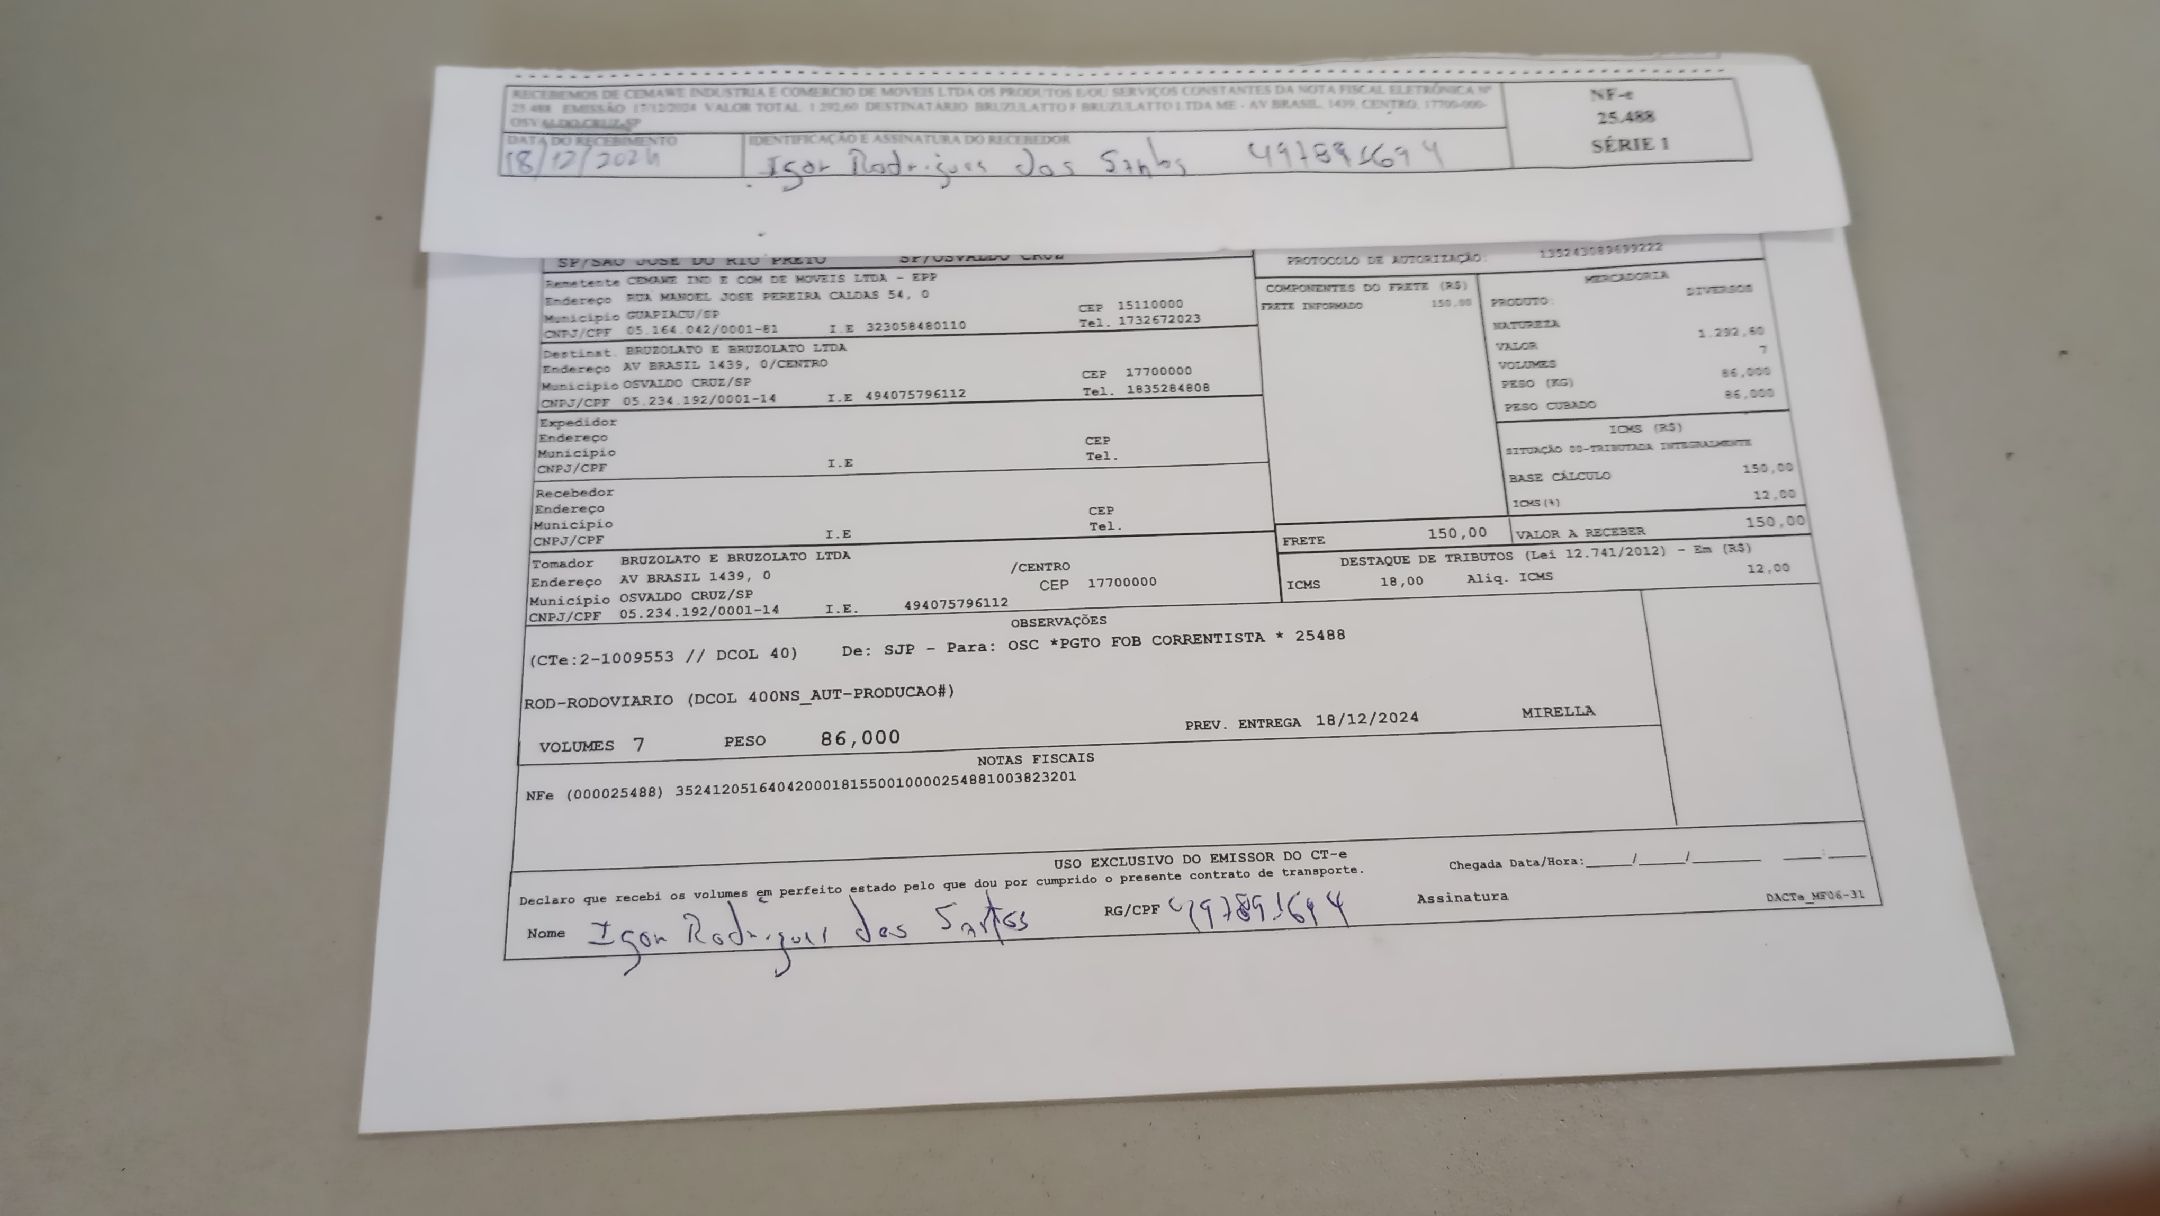 RECEBEMOS DE CEMAWE INDUSTRIA E COMERCIO DE MOVEIS LTDA OS PRODUTOS E/OU SERVIÇOS CONSTANTES DA NOTA FISCAL ELETRÔNICA Nº
25.488 EMISSÃO 17/12/2024 VALOR TOTAL 1.292,60 DESTINATÁRIO BRUZULATTO E BRUZULATTO LTDA ME - AV BRASIL, 1439, CENTRO, 17700-000-
OSVALDO CRUZ-SP
DATA DO RECEBIMENTO IDENTIFICAÇÃO E ASSINATURA DO RECEBEDOR
18/12/2024 Igor Rodrigues dos Santos 497891694
NF-e
25.488
SÉRIE 1
SP/SAO JOSE DO RIO PRETO SP/OSVALDO CRUZ
Remetente CEMAWE IND E COM DE MOVEIS LTDA - EPP
Endereço RUA MANOEL JOSE PEREIRA CALDAS 54, 0
Município GUAPIACU/SP CEP 15110000
CNPJ/CPF 05.164.042/0001-81 I.E 323058480110 Tel. 1732672023
Destinat. BRUZOLATO E BRUZOLATO LTDA
Endereço AV BRASIL 1439, 0/CENTRO
Município OSVALDO CRUZ/SP CEP 17700000
CNPJ/CPF 05.234.192/0001-14 I.E 494075796112 Tel. 1835284808
Expedidor
Endereço
Município CEP
CNPJ/CPF I.E Tel.
Recebedor
Endereço
Município CEP
CNPJ/CPF I.E Tel.
Tomador BRUZOLATO E BRUZOLATO LTDA
Endereço AV BRASIL 1439, 0 /CENTRO
Município OSVALDO CRUZ/SP CEP 17700000
CNPJ/CPF 05.234.192/0001-14 I.E. 494075796112
PROTOCOLO DE AUTORIZAÇÃO: 135243089699222
COMPONENTES DO FRETE (R$)
FRETE INFORMADO 150,00
MERCADORIA
PRODUTO: DIVERSOS
NATUREZA
VALOR 1.292,60
VOLUMES 7
PESO (KG) 86,000
PESO CUBADO 86,000
ICMS (R$)
SITUAÇÃO 00-TRIBUTADA INTEGRALMENTE
BASE CÁLCULO 150,00
ICMS(%) 12,00
FRETE 150,00 VALOR A RECEBER 150,00
DESTAQUE DE TRIBUTOS (Lei 12.741/2012) - Em (R$)
ICMS 18,00 Aliq. ICMS 12,00
OBSERVAÇÕES
(CTe:2-1009553 // DCOL 40) De: SJP - Para: OSC *PGTO FOB CORRENTISTA * 25488
ROD-RODOVIARIO (DCOL 400NS_AUT-PRODUCAO#)
VOLUMES 7 PESO 86,000 PREV. ENTREGA 18/12/2024 MIRELLA
NOTAS FISCAIS
NFe (000025488) 35241205164042000181550010000254881003823201
USO EXCLUSIVO DO EMISSOR DO CT-e
Declaro que recebi os volumes em perfeito estado pelo que dou por cumprido o presente contrato de transporte. Chegada Data/Hora:_____/_____/_______ ____:____
Nome Igor Rodrigues dos Santos RG/CPF 497891694 Assinatura DACTe_MF06-31